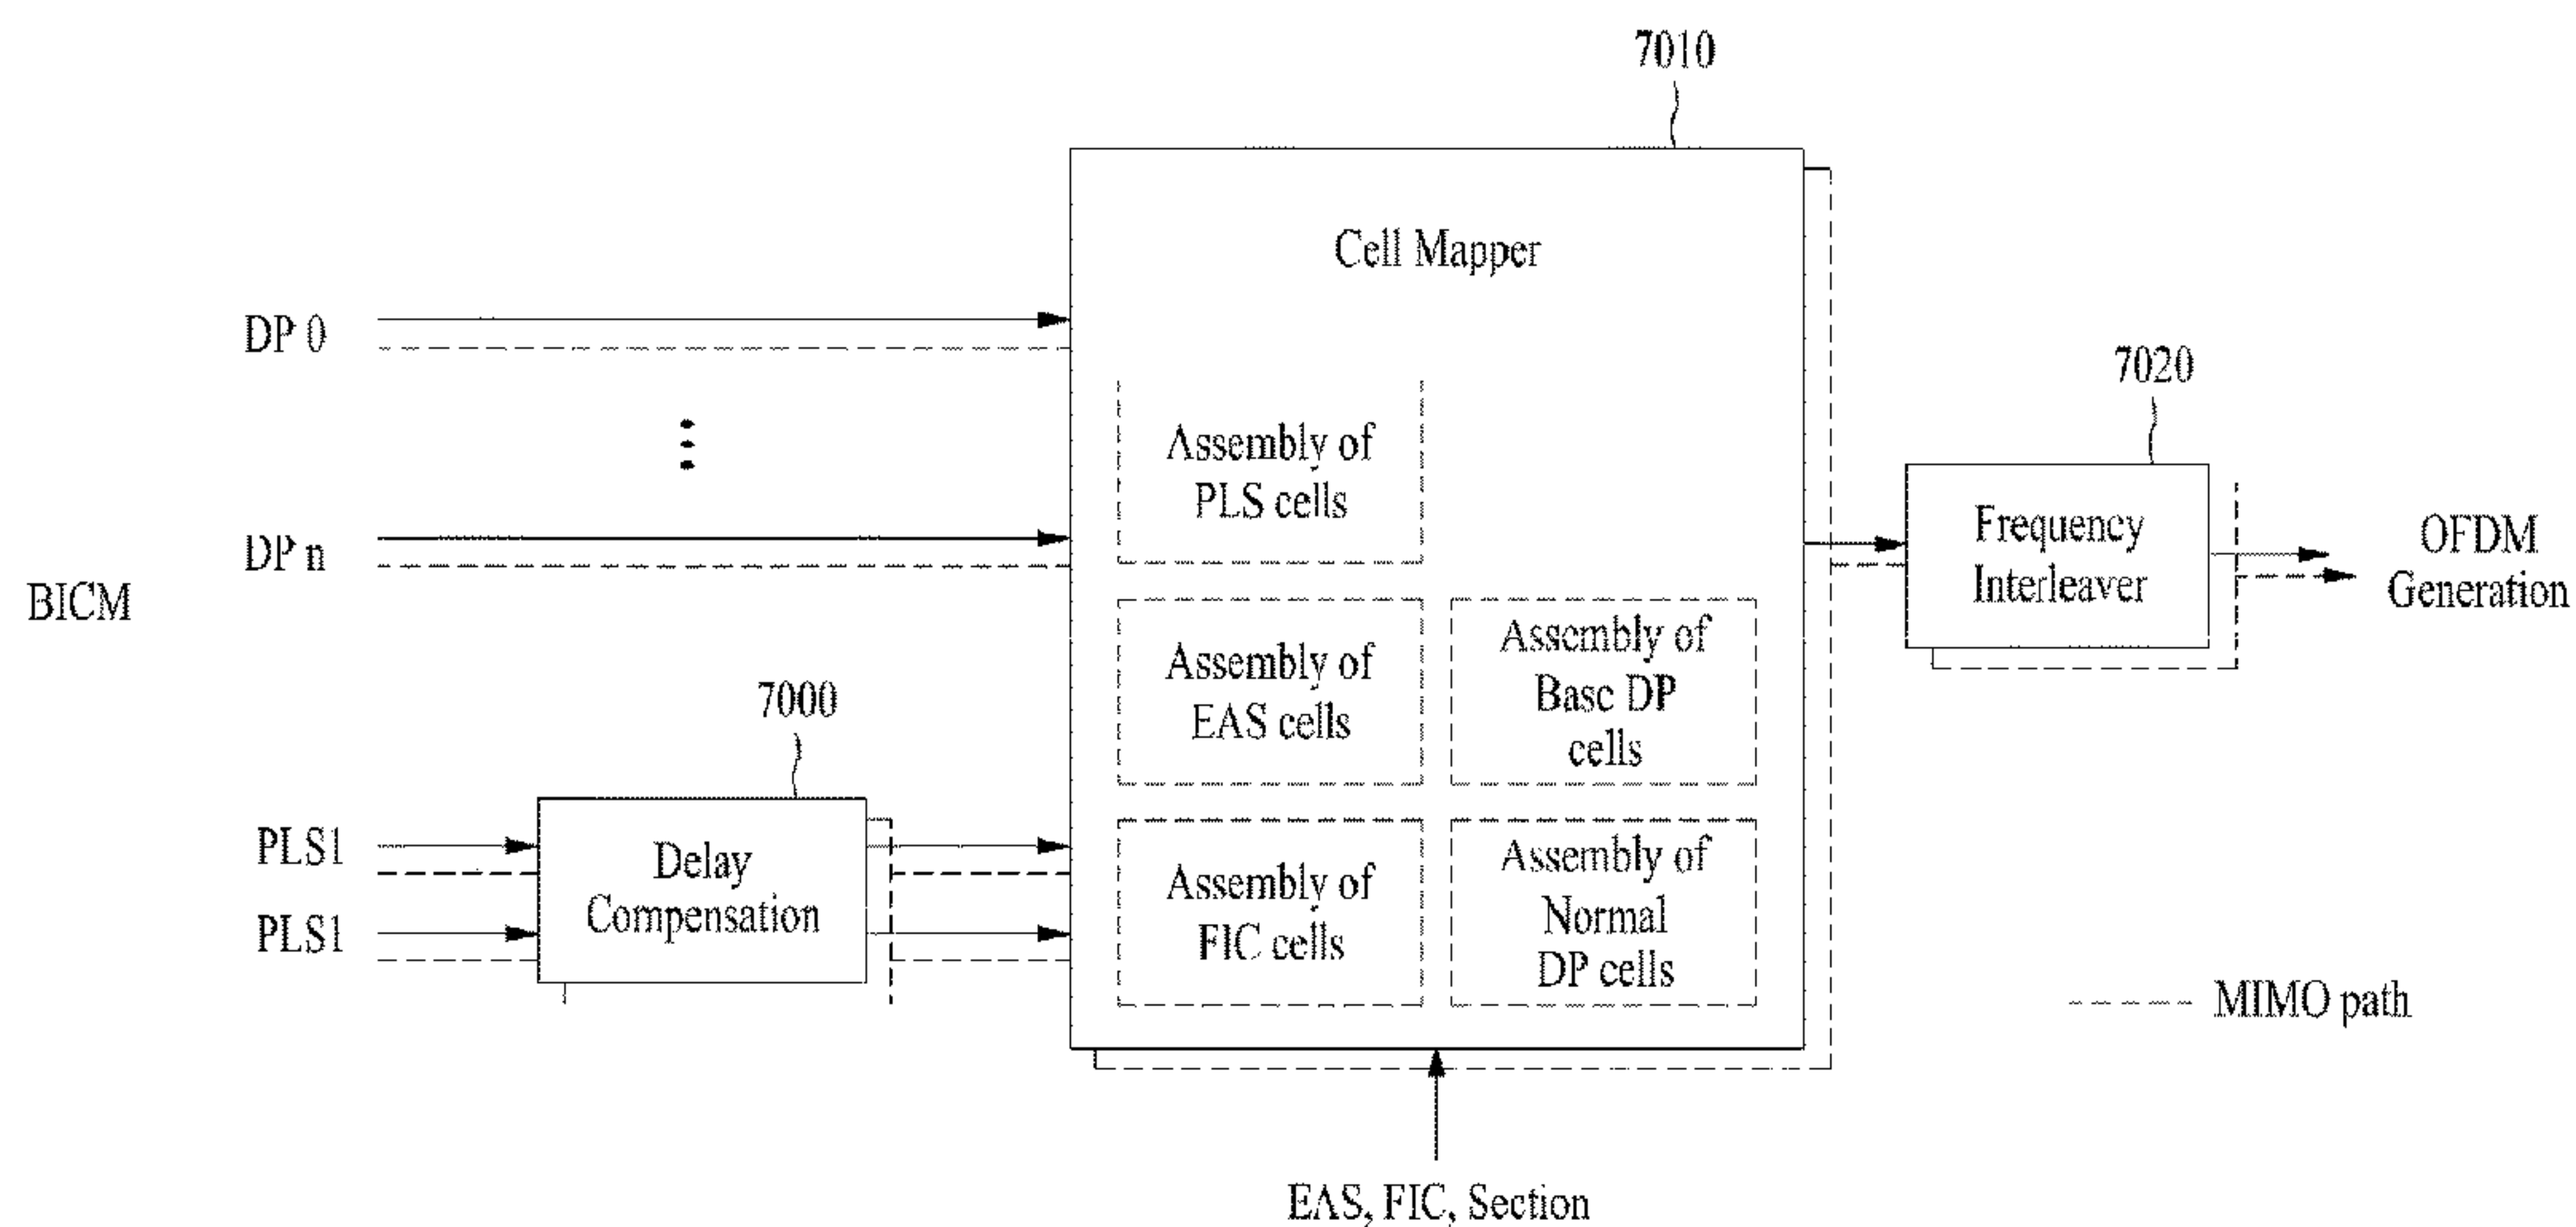 7010
Cell Mapper
DP 0
7020
Assembly of
PLS cells
DP n
Frequency
Interleaver
OFDM
Generation
BICM
Assembly of
EAS cells
Assembly of
Base DP
cells
7000
PLS1
Delay
Compensation
PLS1
Assembly of
FIC cells
Assembly of
Normal
DP cells
MIMO path
EAS, FIC, Section